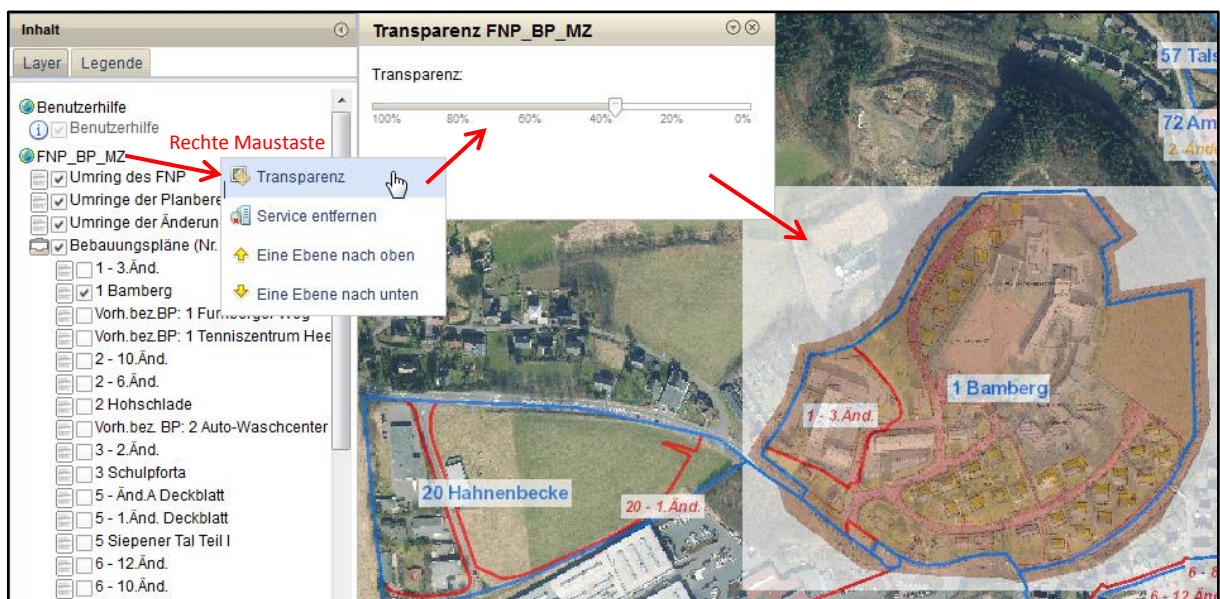 Inhalt
Layer Legende
Benutzerhilfe
Benutzerhilfe
FNP_BP_MZ
Umring des FNP
Umringe der Planbere
Umringe der Änderun
Bebauungspläne (Nr.
1 - 3.Änd.
1 Bamberg
Vorh.bez.BP: 1 Furnberger Weg
Vorh.bez.BP: 1 Tenniszentrum Hee
2 - 10.Änd.
2 - 6.Änd.
2 Hohschlade
Vorh.bez. BP: 2 Auto-Waschcenter
3 - 2.Änd.
3 Schulpforta
5 - Änd.A Deckblatt
5 - 1.Änd. Deckblatt
5 Siepener Tal Teil I
6 - 12.Änd.
6 - 10.Änd.
Rechte Maustaste
Transparenz
Service entfernen
Eine Ebene nach oben
Eine Ebene nach unten
Transparenz FNP_BP_MZ
Transparenz:
100% 80% 60% 40% 20% 0%
57 Tals
72 Am
2. Ände
1 Bamberg
1 - 3.Änd.
20 Hahnenbecke
20 - 1.Änd.
6 - 8
6 - 12.Änd